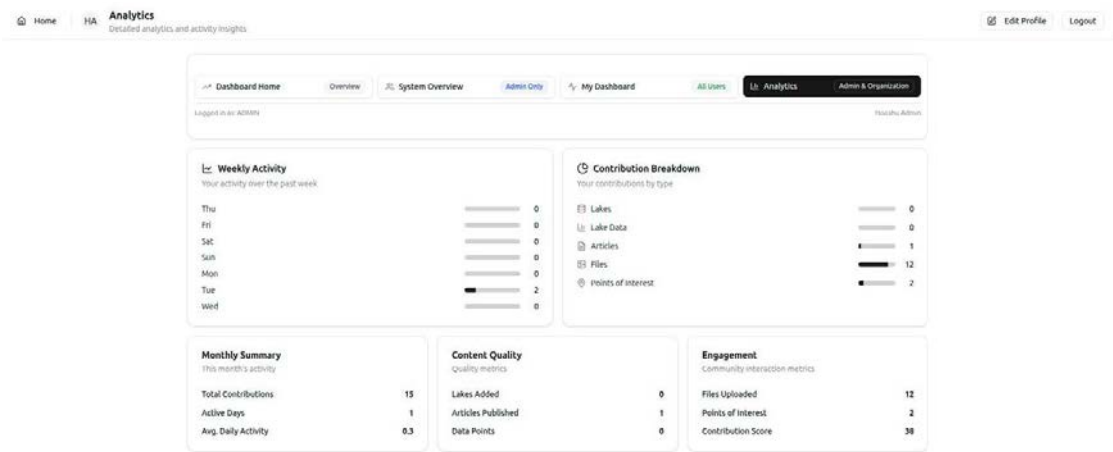 Home
HA
Analytics
Detailed analytics and activity insights
Edit Profile
Logout
Dashboard Home
Overview
System Overview
Admin Only
My Dashboard
All Users
Analytics
Admin & Organization
Logged in as: ADMIN
Admin
Weekly Activity
Your activity over the past week
Thu 0
Fri 0
Sat 0
Sun 0
Mon 0
Tue 2
Wed 0
Contribution Breakdown
Your contributions by type
Lakes 0
Lake Data 0
Articles 1
Files 12
Points of Interest 2
Monthly Summary
This month's activity
Total Contributions 15
Active Days 1
Avg. Daily Activity 0.3
Content Quality
Quality metrics
Lakes Added 0
Articles Published 1
Data Points 0
Engagement
Community interaction metrics
Files Uploaded 12
Points of Interest 2
Contribution Score 38